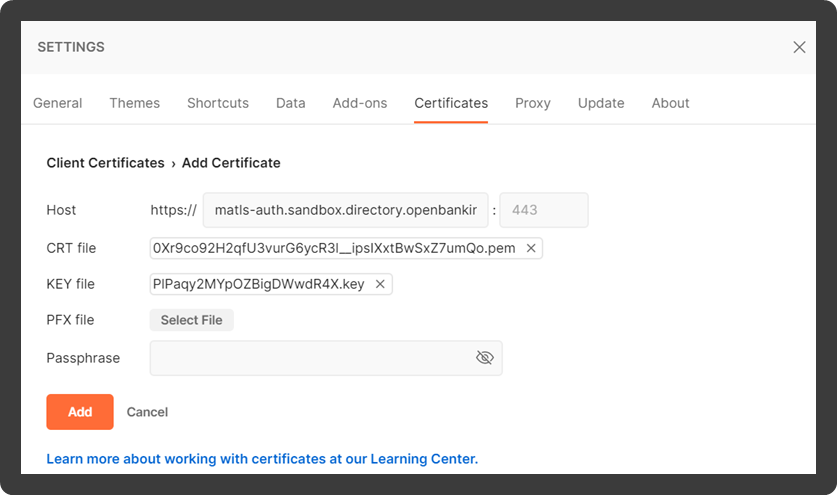 SETTINGS
General Themes Shortcuts Data Add-ons Certificates Proxy Update About
Client Certificates › Add Certificate
Host https:// matls-auth.sandbox.directory.openbankir : 443
CRT file 0Xr9co92H2qfU3vurG6ycR3l__ipsIXxtBwSxZ7umQo.pem ×
KEY file PlPaqy2MYpOZBigDWwdR4X.key ×
PFX file Select File
Passphrase
Add Cancel
Learn more about working with certificates at our Learning Center.